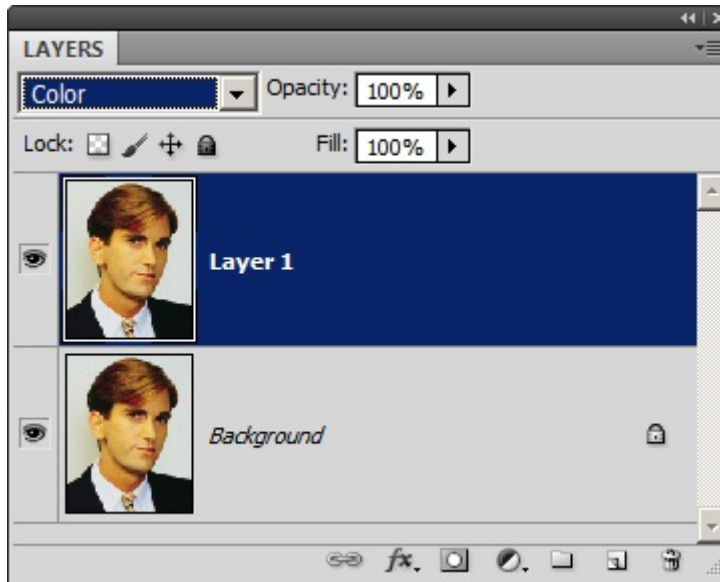 LAYERS
Color Opacity: 100%
Lock: Fill: 100%
Layer 1
Background
fx.